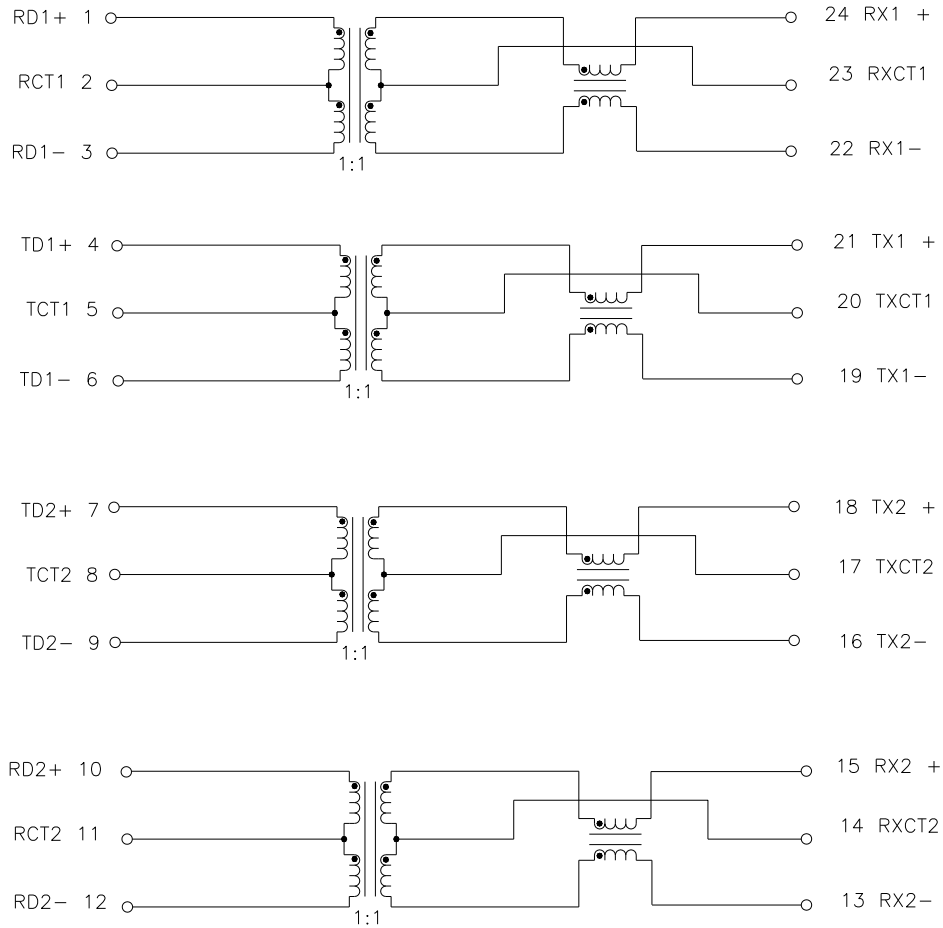 RD1+ 1 24 RX1 +
RCT1 2 23 RXCT1
RD1- 3 22 RX1-
1:1
TD1+ 4 21 TX1 +
TCT1 5 20 TXCT1
TD1- 6 19 TX1-
1:1
TD2+ 7 18 TX2 +
TCT2 8 17 TXCT2
TD2- 9 16 TX2-
1:1
RD2+ 10 15 RX2 +
RCT2 11 14 RXCT2
RD2- 12 13 RX2-
1:1